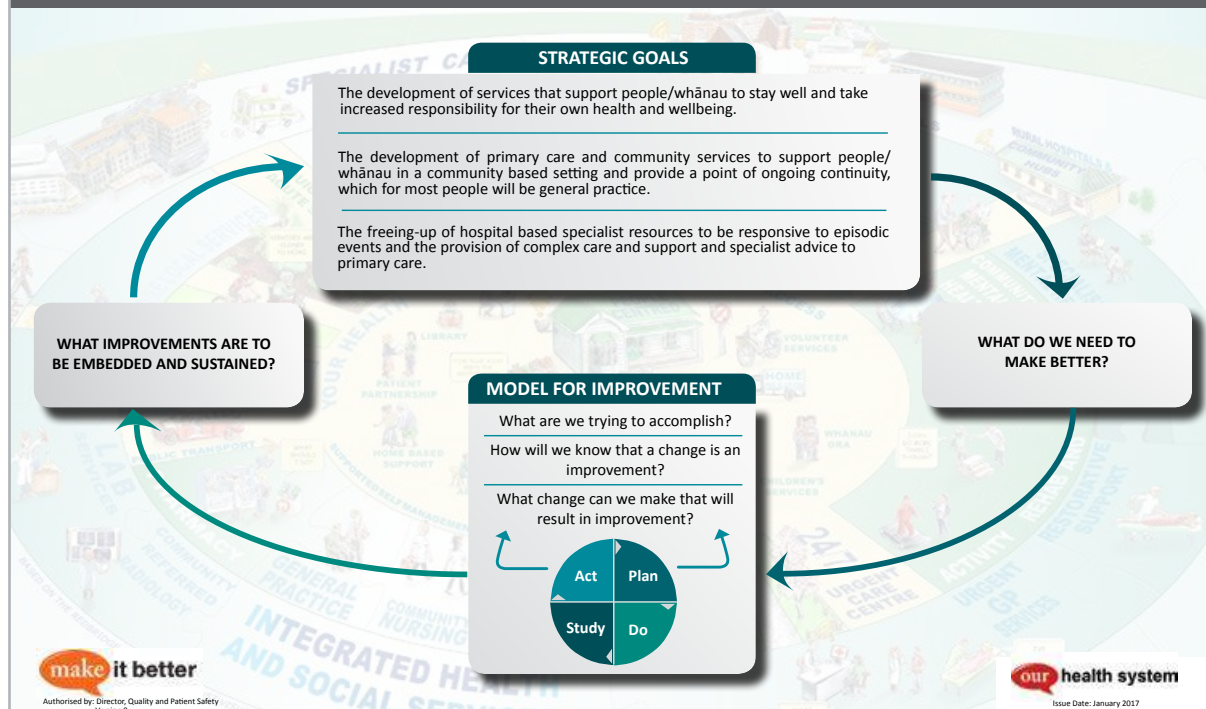 STRATEGIC GOALS
The development of services that support people/whānau to stay well and take
increased responsibility for their own health and wellbeing.
The development of primary care and community services to support people/
whānau in a community based setting and provide a point of ongoing continuity,
which for most people will be general practice.
The freeing-up of hospital based specialist resources to be responsive to episodic
events and the provision of complex care and support and specialist advice to
primary care.
WHAT IMPROVEMENTS ARE TO
BE EMBEDDED AND SUSTAINED?
WHAT DO WE NEED TO
MAKE BETTER?
MODEL FOR IMPROVEMENT
What are we trying to accomplish?
How will we know that a change is an
improvement?
What change can we make that will
result in improvement?
Act
Plan
Study
Do
SPECIALIST
RURAL HOSPITALS &
COMMUNITY
HUBS
YOUR HEALTH
LIBRARY
PATIENT
PARTNERSHIP
VOLUNTEER
SERVICES
HOME
WHANAU
ORA
PUBLIC TRANSPORT
HOME BASED
SUPPORT
LAB
SERVICES
PHARMACY
GENERAL
PRACTICE
COMMUNITY
NURSING
24/7
URGENT
CARE
CENTRE
ACTIVITY
RESTORATIVE
SUPPORT
URGENT
GP
SERVICES
INTEGRATED HEALTH
AND SOCIAL
make it better
Authorised by: Director, Quality and Patient Safety
our health system
Issue Date: January 2017